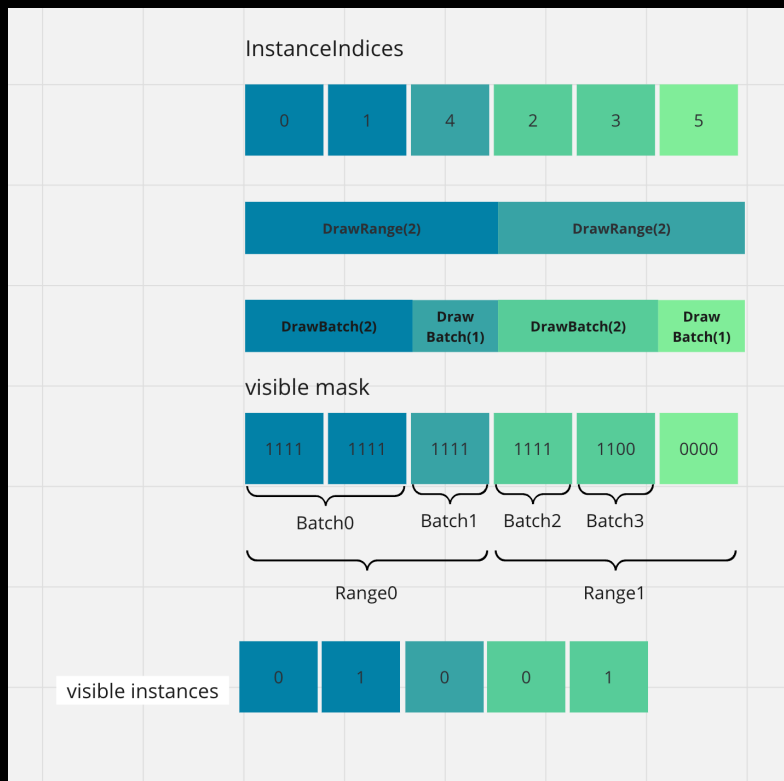 InstanceIndices
0 1 4 2 3 5
DrawRange(2) DrawRange(2)
DrawBatch(2) Draw Batch(1) DrawBatch(2) Draw Batch(1)
visible mask
1111 1111 1111 1111 1100 0000
Batch0 Batch1 Batch2 Batch3
Range0 Range1
0 1 0 0 1
visible instances